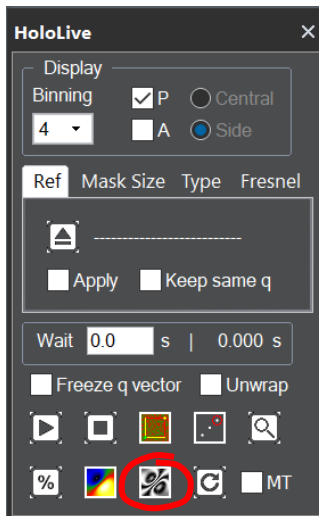 HoloLive ×
Display
Binning P Central
4 A Side
Ref Mask Size Type Fresnel
--------------------------
Apply Keep same q
Wait 0.0 s | 0.000 s
Freeze q vector Unwrap
% % MT